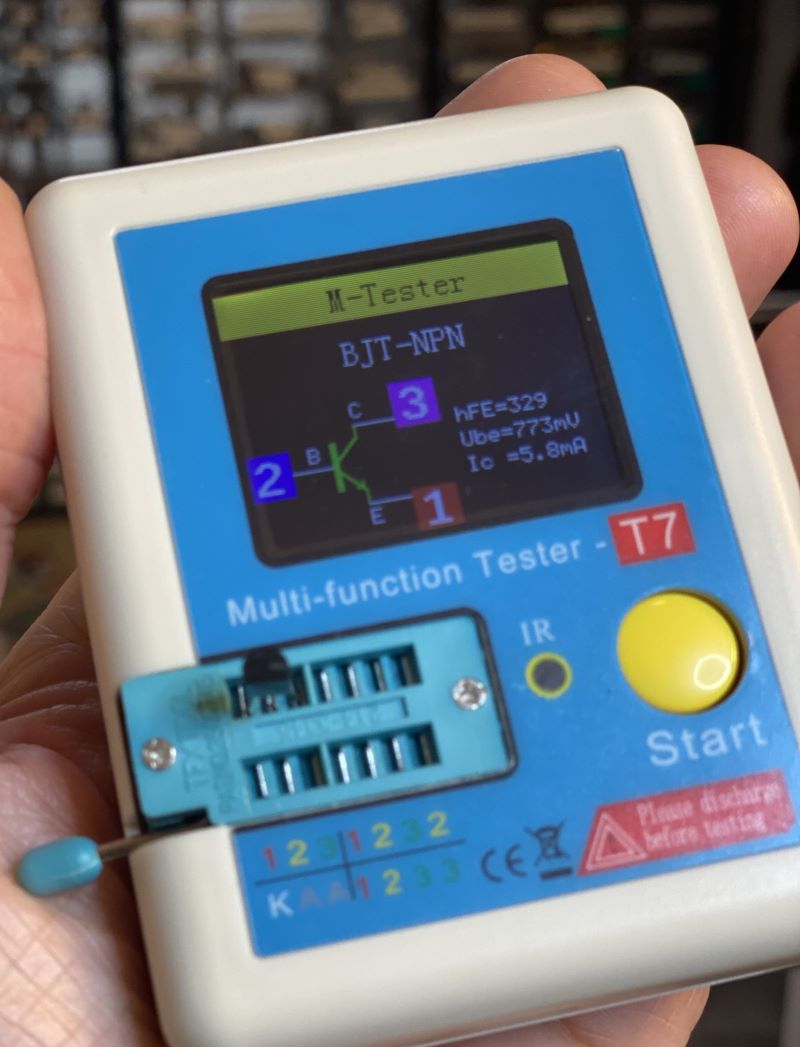 M-Tester
BJT-NPN
C 3 hFE=329
B Ube=773mV
2 Ic =5.8mA
E 1
Multi-function Tester - T7
IR
Start
1 2 3 1 2 3 2
K A A 1 2 3 3
CE
Please discharge
before testing